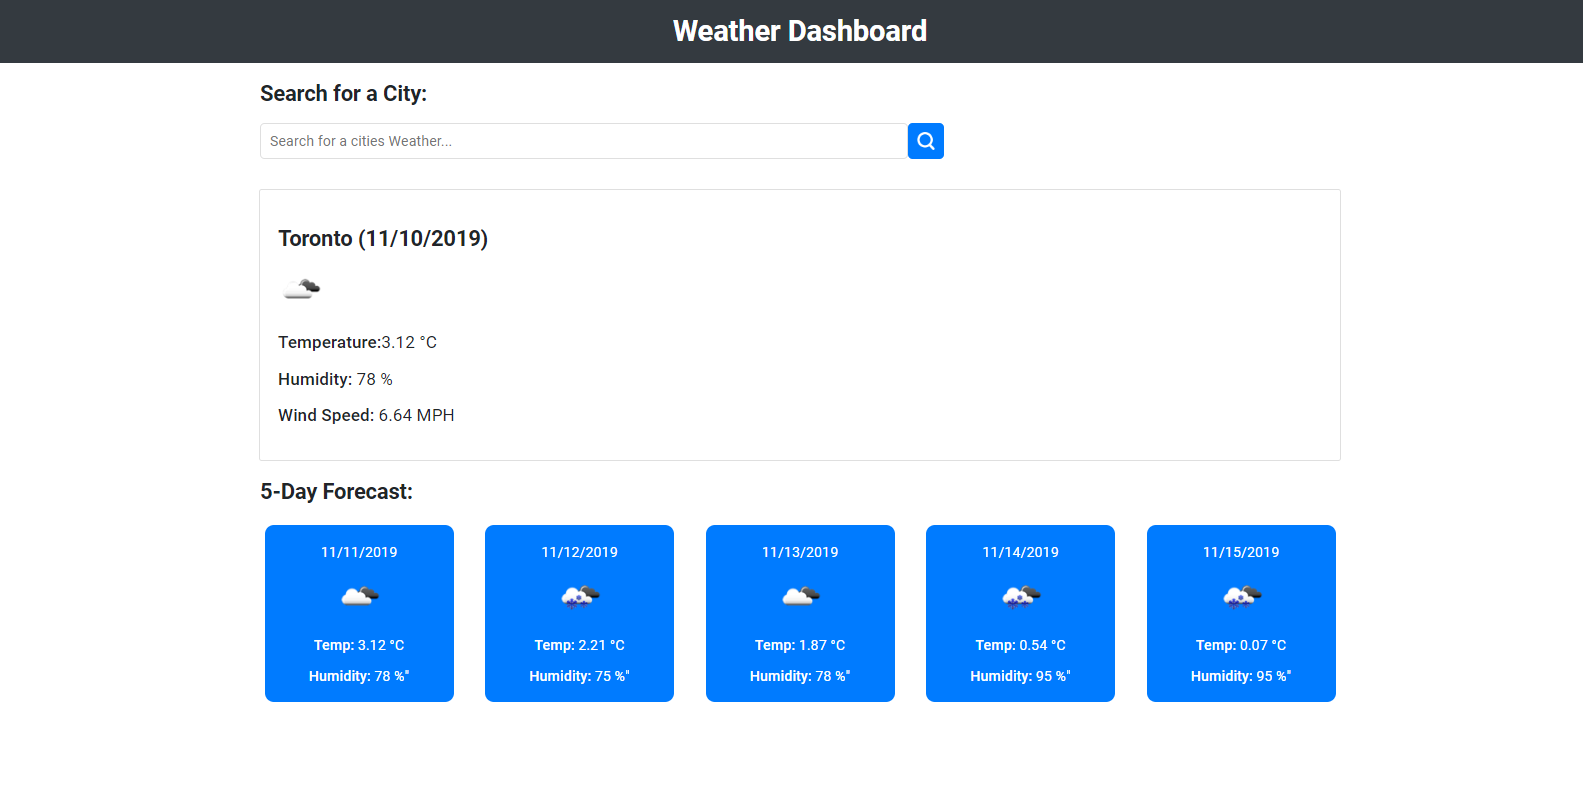 Weather Dashboard
Search for a City:
Search for a cities Weather...
Toronto (11/10/2019)
Temperature:3.12 °C
Humidity: 78 %
Wind Speed: 6.64 MPH
5-Day Forecast:
11/11/2019
Temp: 3.12 °C
Humidity: 78 %"
11/12/2019
Temp: 2.21 °C
Humidity: 75 %"
11/13/2019
Temp: 1.87 °C
Humidity: 78 %"
11/14/2019
Temp: 0.54 °C
Humidity: 95 %"
11/15/2019
Temp: 0.07 °C
Humidity: 95 %"